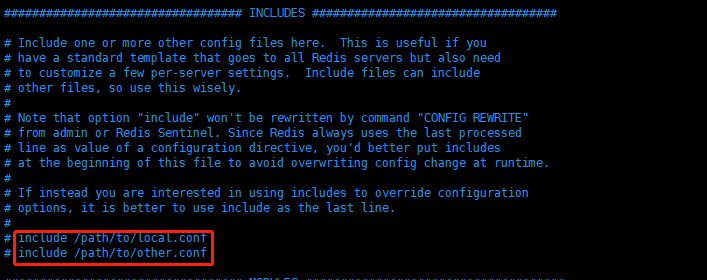 ################################## INCLUDES ###################################
# Include one or more other config files here.  This is useful if you
# have a standard template that goes to all Redis servers but also need
# to customize a few per-server settings.  Include files can include
# other files, so use this wisely.
#
# Note that option "include" won't be rewritten by command "CONFIG REWRITE"
# from admin or Redis Sentinel. Since Redis always uses the last processed
# line as value of a configuration directive, you'd better put includes
# at the beginning of this file to avoid overwriting config change at runtime.
#
# If instead you are interested in using includes to override configuration
# options, it is better to use include as the last line.
#
# include /path/to/local.conf
# include /path/to/other.conf